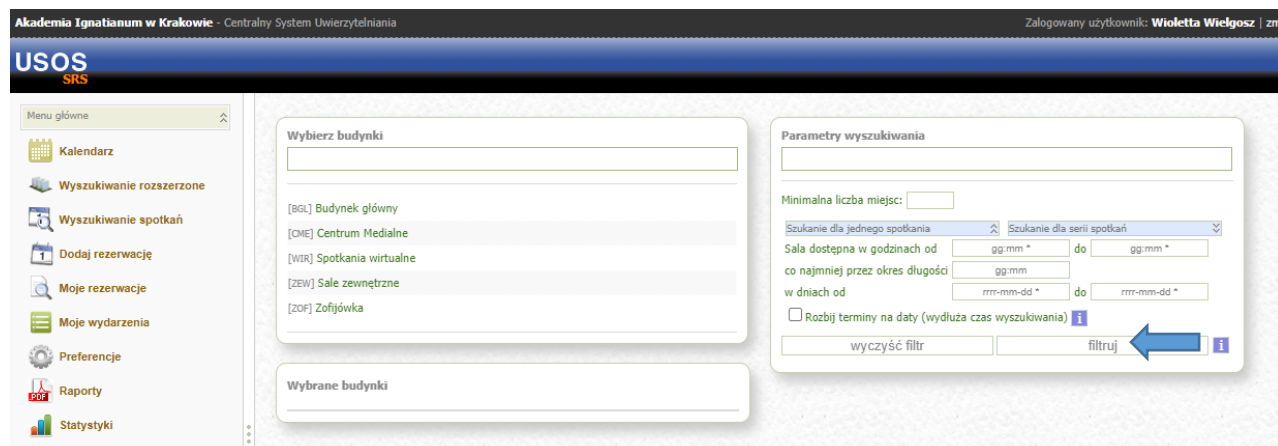 Akademia Ignatianum w Krakowie - Centralny System Uwierzytelniania
Zalogowany użytkownik: Wioletta Wielgosz |
USOS
SRS
Menu główne
Kalendarz
Wyszukiwanie rozszerzone
Wyszukiwanie spotkań
Dodaj rezerwację
Moje rezerwacje
Moje wydarzenia
Preferencje
Raporty
Statystyki
Wybierz budynki
[BGL] Budynek główny
[CME] Centrum Medialne
[WIR] Spotkania wirtualne
[ZEW] Sale zewnętrzne
[ZOF] Zofijówka
Wybrane budynki
Parametry wyszukiwania
Minimalna liczba miejsc:
Szukanie dla jednego spotkania Szukanie dla serii spotkań
Sala dostępna w godzinach od gg:mm * do gg:mm *
co najmniej przez okres długości gg:mm
w dniach od rrrr-mm-dd * do rrrr-mm-dd *
Rozbij terminy na daty (wydłuża czas wyszukiwania) i
wyczyść filtr filtruj i